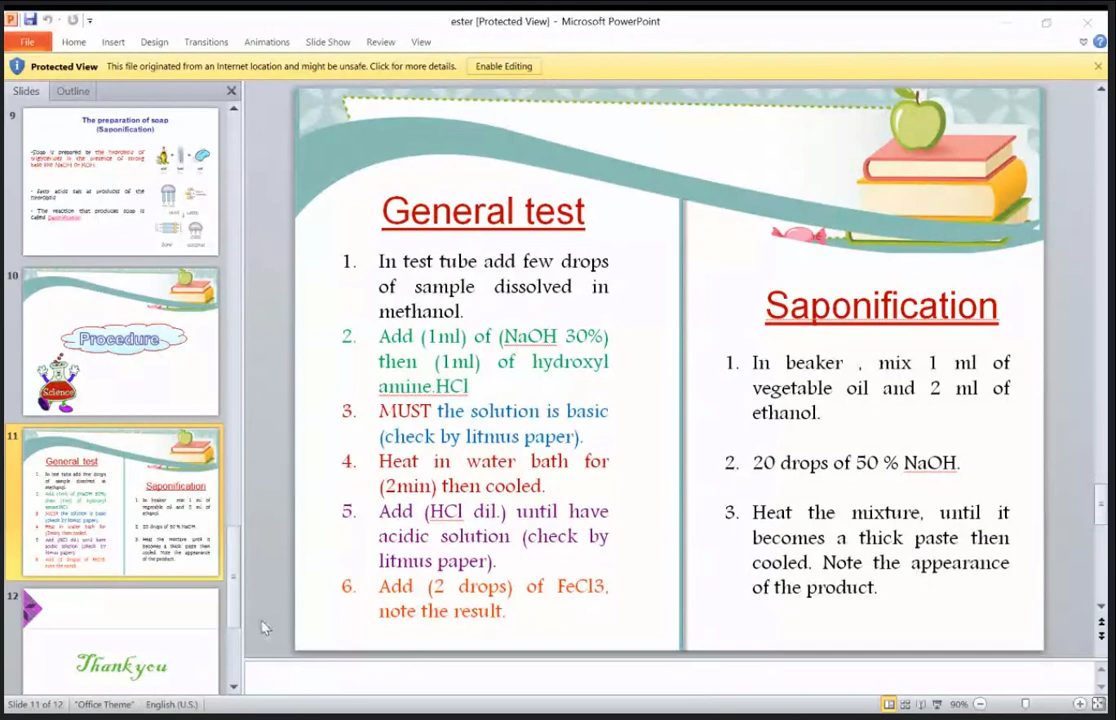 ester [Protected View] - Microsoft PowerPoint
File Home Insert Design Transitions Animations Slide Show Review View
Protected View This file originated from an Internet location and might be unsafe. Click for more details. Enable Editing
Slides Outline
9
The preparation of soap
(Saponification)
10
Procedure
Science
11
General test
Saponification
12
Thank you
General test
1. In test tube add few drops
of sample dissolved in
methanol.
2. Add (1ml) of (NaOH 30%)
then (1ml) of hydroxyl
amine.HCl
3. MUST the solution is basic
(check by litmus paper).
4. Heat in water bath for
(2min) then cooled.
5. Add (HCl dil.) until have
acidic solution (check by
litmus paper).
6. Add (2 drops) of FeCl3,
note the result.
Saponification
1. In beaker , mix 1 ml of
vegetable oil and 2 ml of
ethanol.
2. 20 drops of 50 % NaOH.
3. Heat the mixture, until it
becomes a thick paste then
cooled. Note the appearance
of the product.
Slide 11 of 12 "Office Theme" English (U.S.) 90%